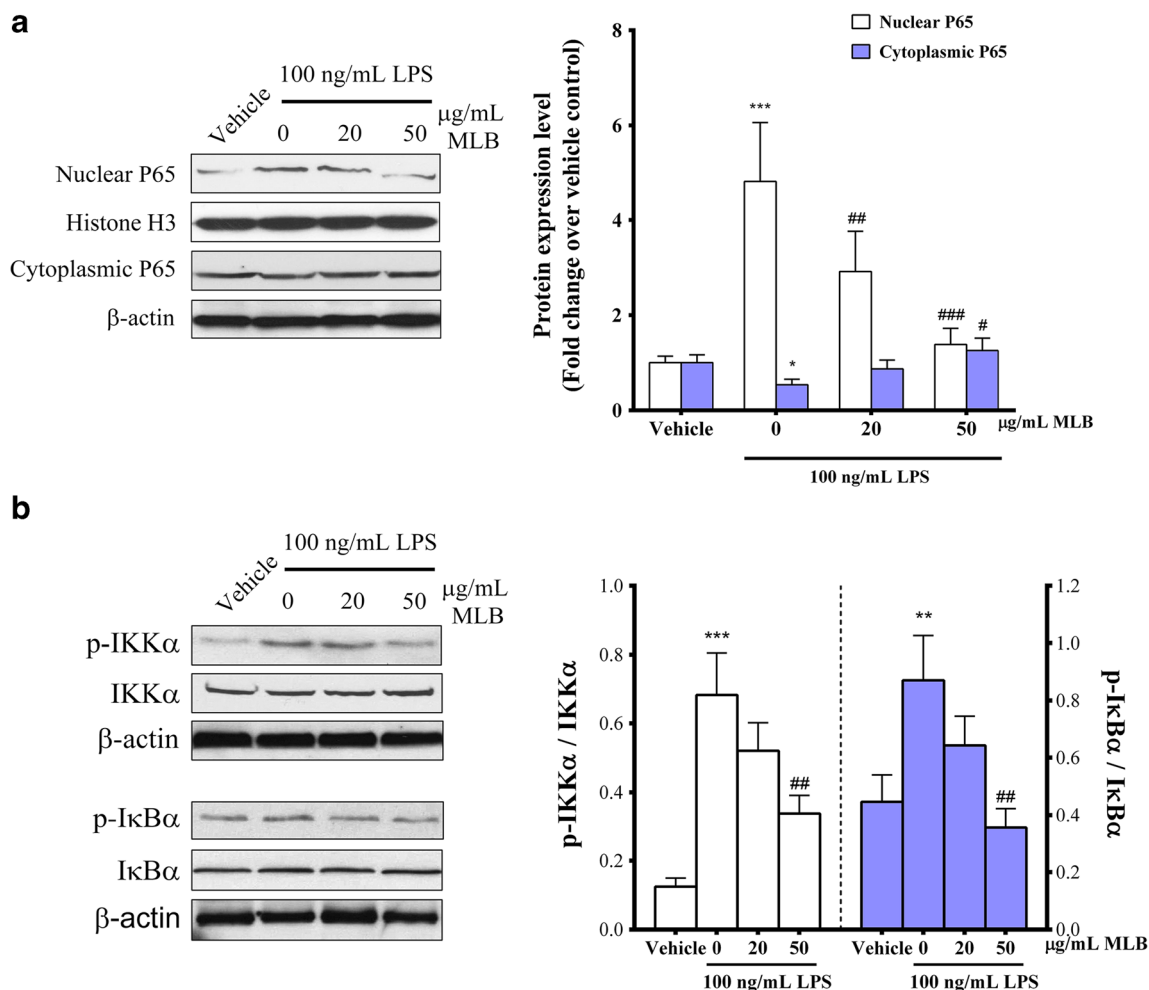 a
100 ng/mL LPS
Vehicle
0 20 50
μg/mL
MLB
Nuclear P65
Histone H3
Cytoplasmic P65
β-actin
Nuclear P65
Cytoplasmic P65
Protein expression level
(Fold change over vehicle control)
8
6
4
2
0
***
*
##
###
#
Vehicle 0 20 50 μg/mL MLB
100 ng/mL LPS
b
100 ng/mL LPS
Vehicle
0 20 50
μg/mL
MLB
p-IKKα
IKKα
β-actin
p-IκBα
IκBα
β-actin
p-IKKα / IKKα
1.0
0.8
0.6
0.4
0.2
0.0
***
##
**
##
1.2
1.0
0.8
0.6
0.4
0.2
0.0
p-IκBα / IκBα
Vehicle 0 20 50 Vehicle 0 20 50 μg/mL MLB
100 ng/mL LPS 100 ng/mL LPS